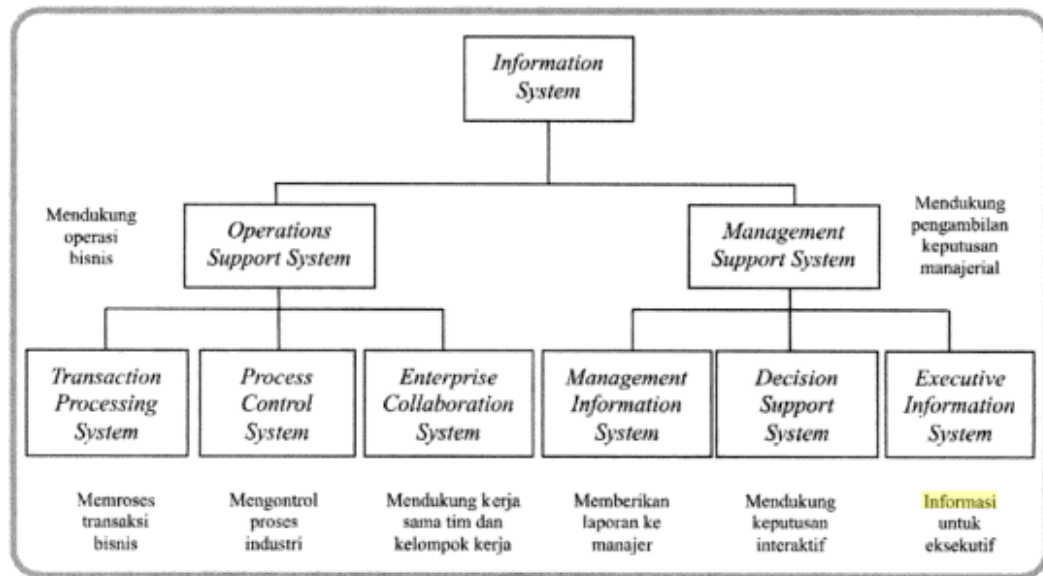 Information
System
Mendukung
operasi
bisnis
Operations
Support System
Management
Support System
Mendukung
pengambilan
keputusan
manajerial
Transaction
Processing
System
Process
Control
System
Enterprise
Collaboration
System
Management
Information
System
Decision
Support
System
Executive
Information
System
Memroses
transaksi
bisnis
Mengontrol
proses
industri
Mendukung kerja
sama tim dan
kelompok kerja
Memberikan
laporan ke
manajer
Mendukung
keputusan
interaktif
Informasi
untuk
eksekutif